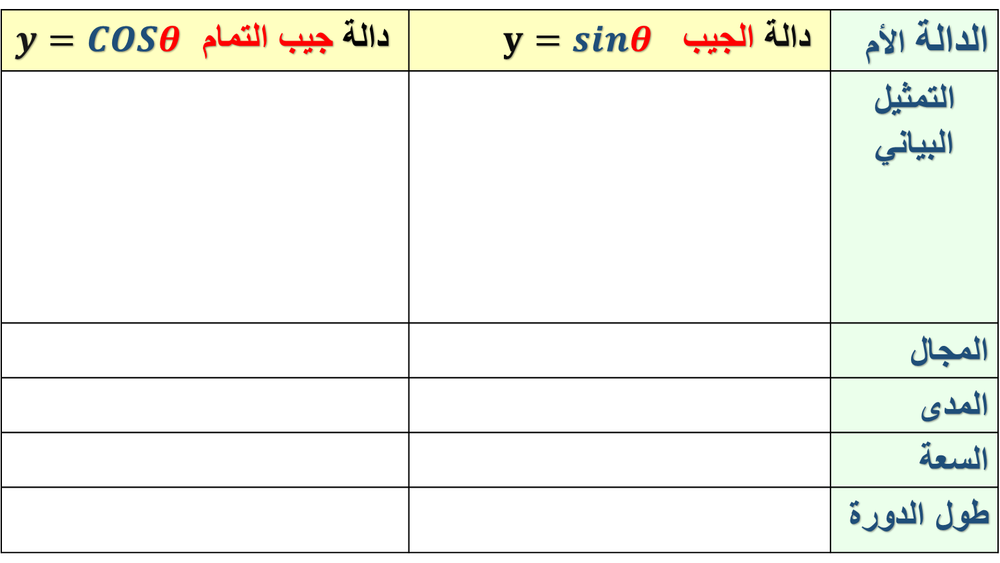 الدالة الأم
دالة الجيب y = sinθ
دالة جيب التمام y = COSθ
التمثيل
البياني
المجال
المدى
السعة
طول الدورة